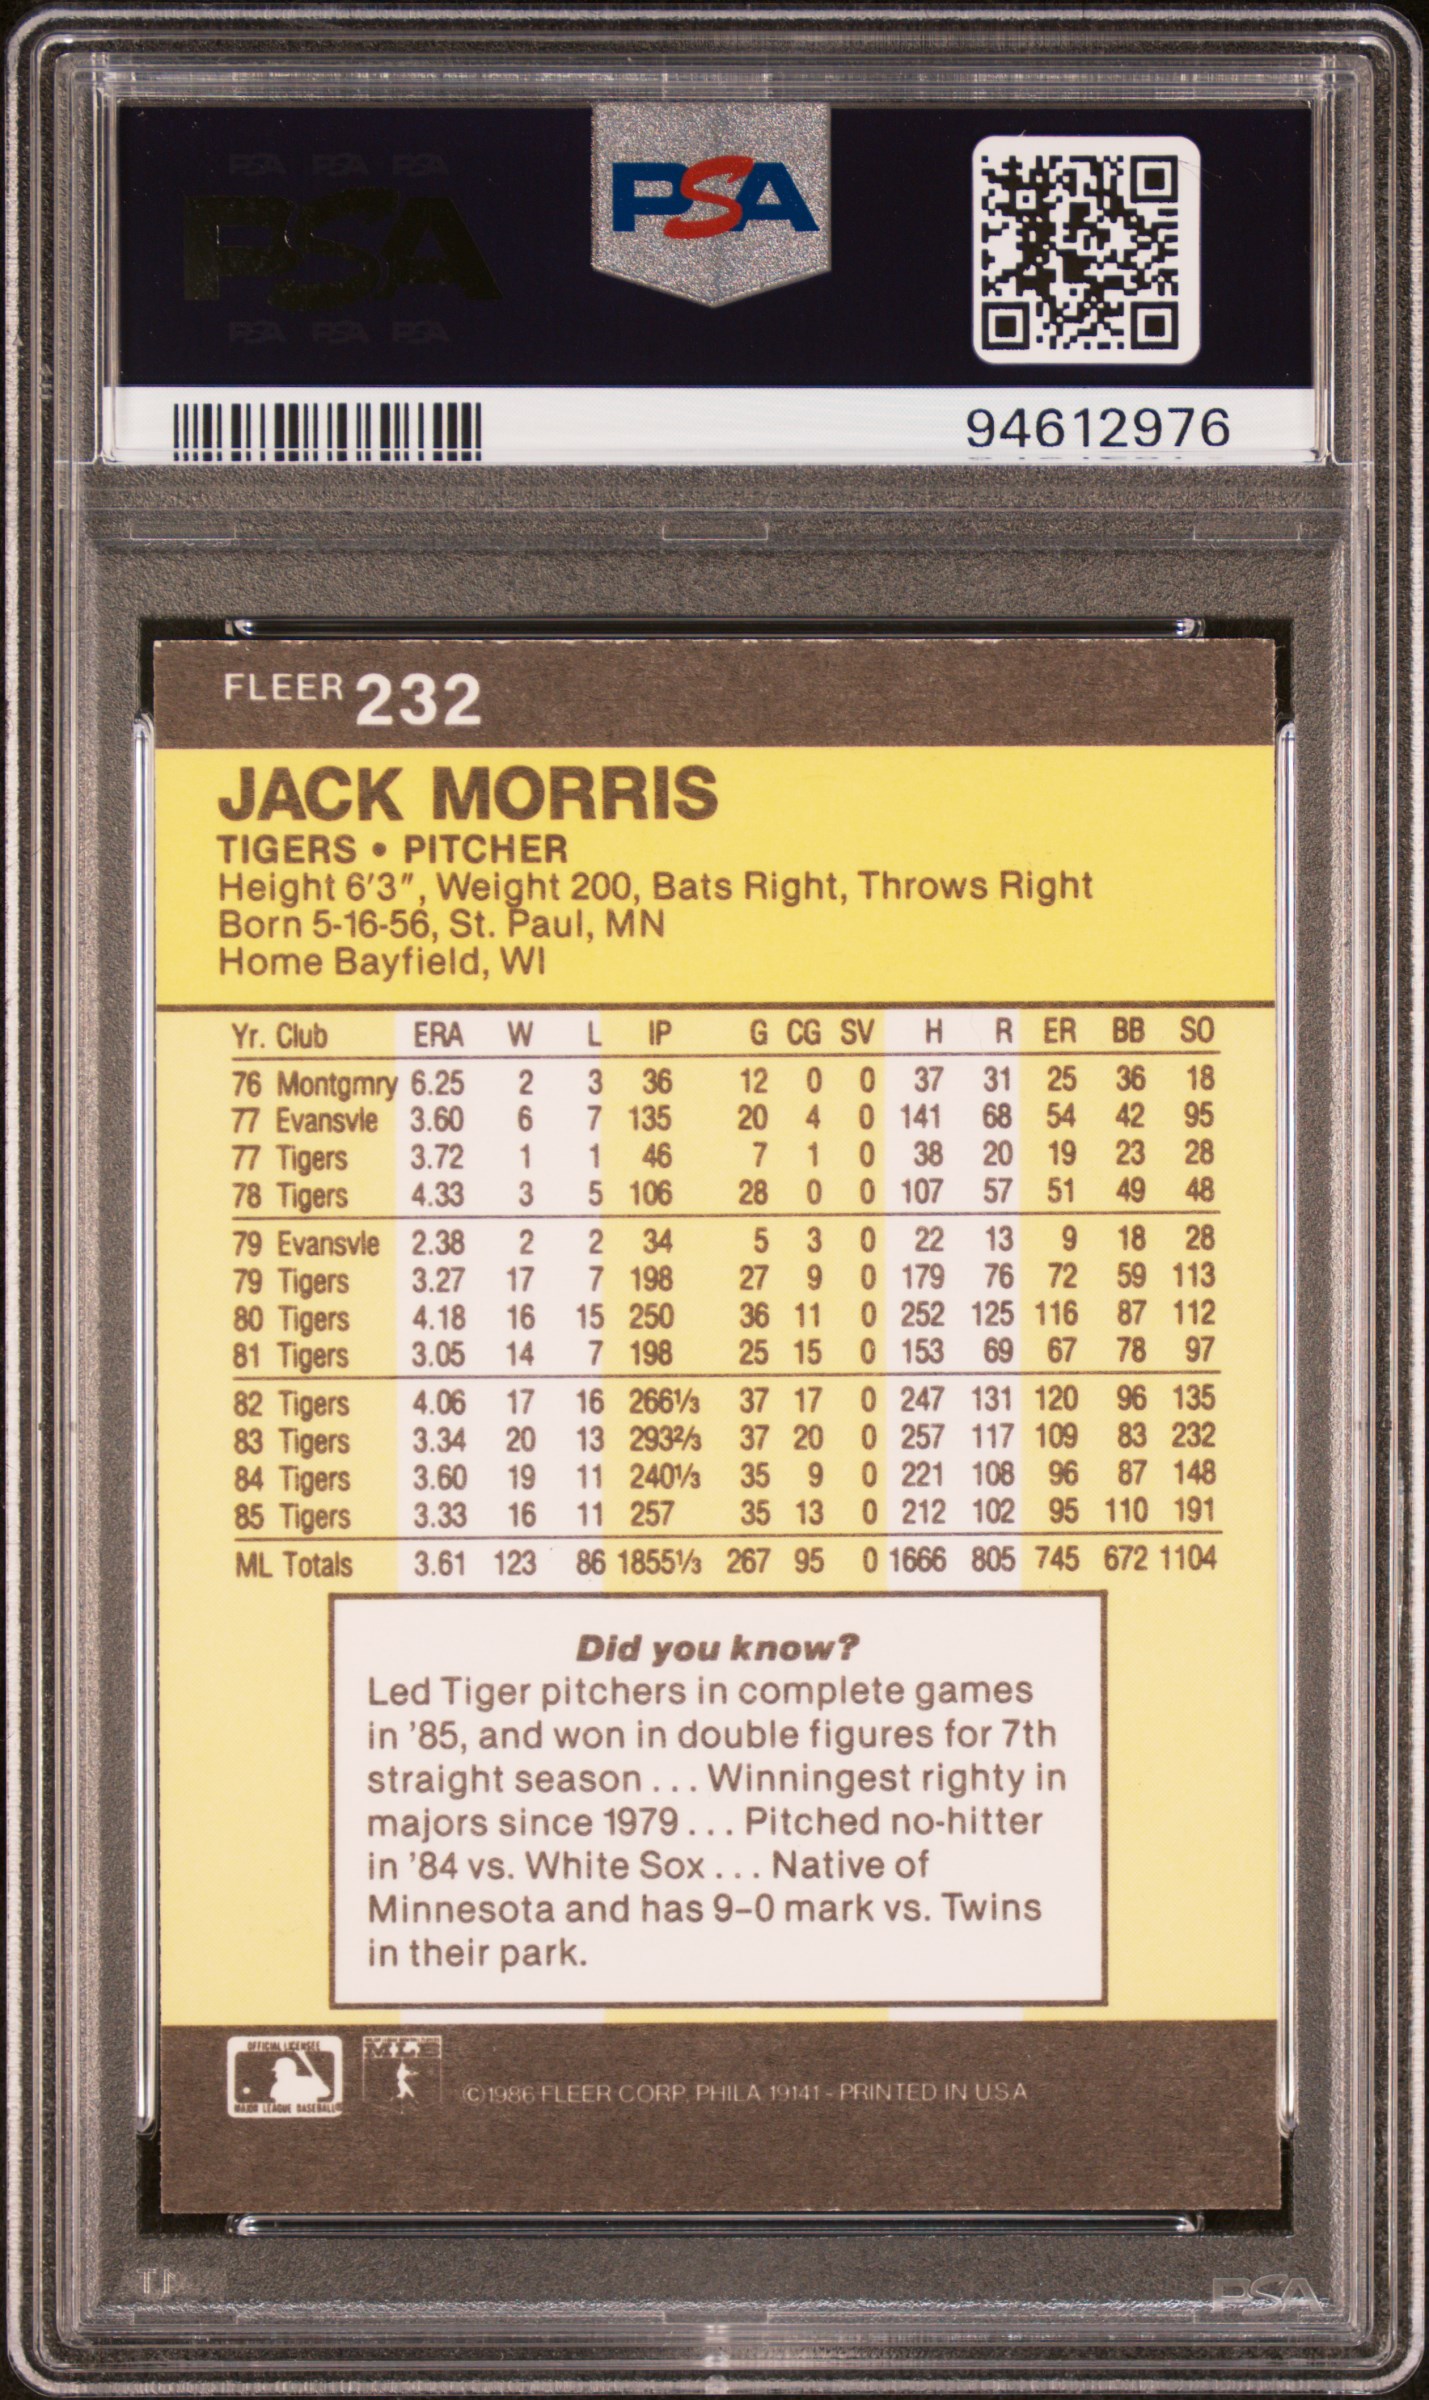 PSA PSA PSA
PSA
PSA PSA PSA
PSA
94612976
FLEER 232
JACK MORRIS
TIGERS • PITCHER
Height 6'3", Weight 200, Bats Right, Throws Right
Born 5-16-56, St. Paul, MN
Home Bayfield, WI
Yr. Club ERA W L IP G CG SV H R ER BB SO
76 Montgmry 6.25 2 3 36 12 0 0 37 31 25 36 18
77 Evansvle 3.60 6 7 135 20 4 0 141 68 54 42 95
77 Tigers 3.72 1 1 46 7 1 0 38 20 19 23 28
78 Tigers 4.33 3 5 106 28 0 0 107 57 51 49 48
79 Evansvle 2.38 2 2 34 5 3 0 22 13 9 18 28
79 Tigers 3.27 17 7 198 27 9 0 179 76 72 59 113
80 Tigers 4.18 16 15 250 36 11 0 252 125 116 87 112
81 Tigers 3.05 14 7 198 25 15 0 153 69 67 78 97
82 Tigers 4.06 17 16 266⅓ 37 17 0 247 131 120 96 135
83 Tigers 3.34 20 13 293⅔ 37 20 0 257 117 109 83 232
84 Tigers 3.60 19 11 240⅓ 35 9 0 221 108 96 87 148
85 Tigers 3.33 16 11 257 35 13 0 212 102 95 110 191
ML Totals 3.61 123 86 1855⅓ 267 95 0 1666 805 745 672 1104
Did you know?
Led Tiger pitchers in complete games
in '85, and won in double figures for 7th
straight season . . . Winningest righty in
majors since 1979 . . . Pitched no-hitter
in '84 vs. White Sox . . . Native of
Minnesota and has 9–0 mark vs. Twins
in their park.
OFFICIAL LICENSEE
MAJOR LEAGUE BASEBALL
MLB
©1986 FLEER CORP. PHILA 19141 - PRINTED IN U.S.A
PSA